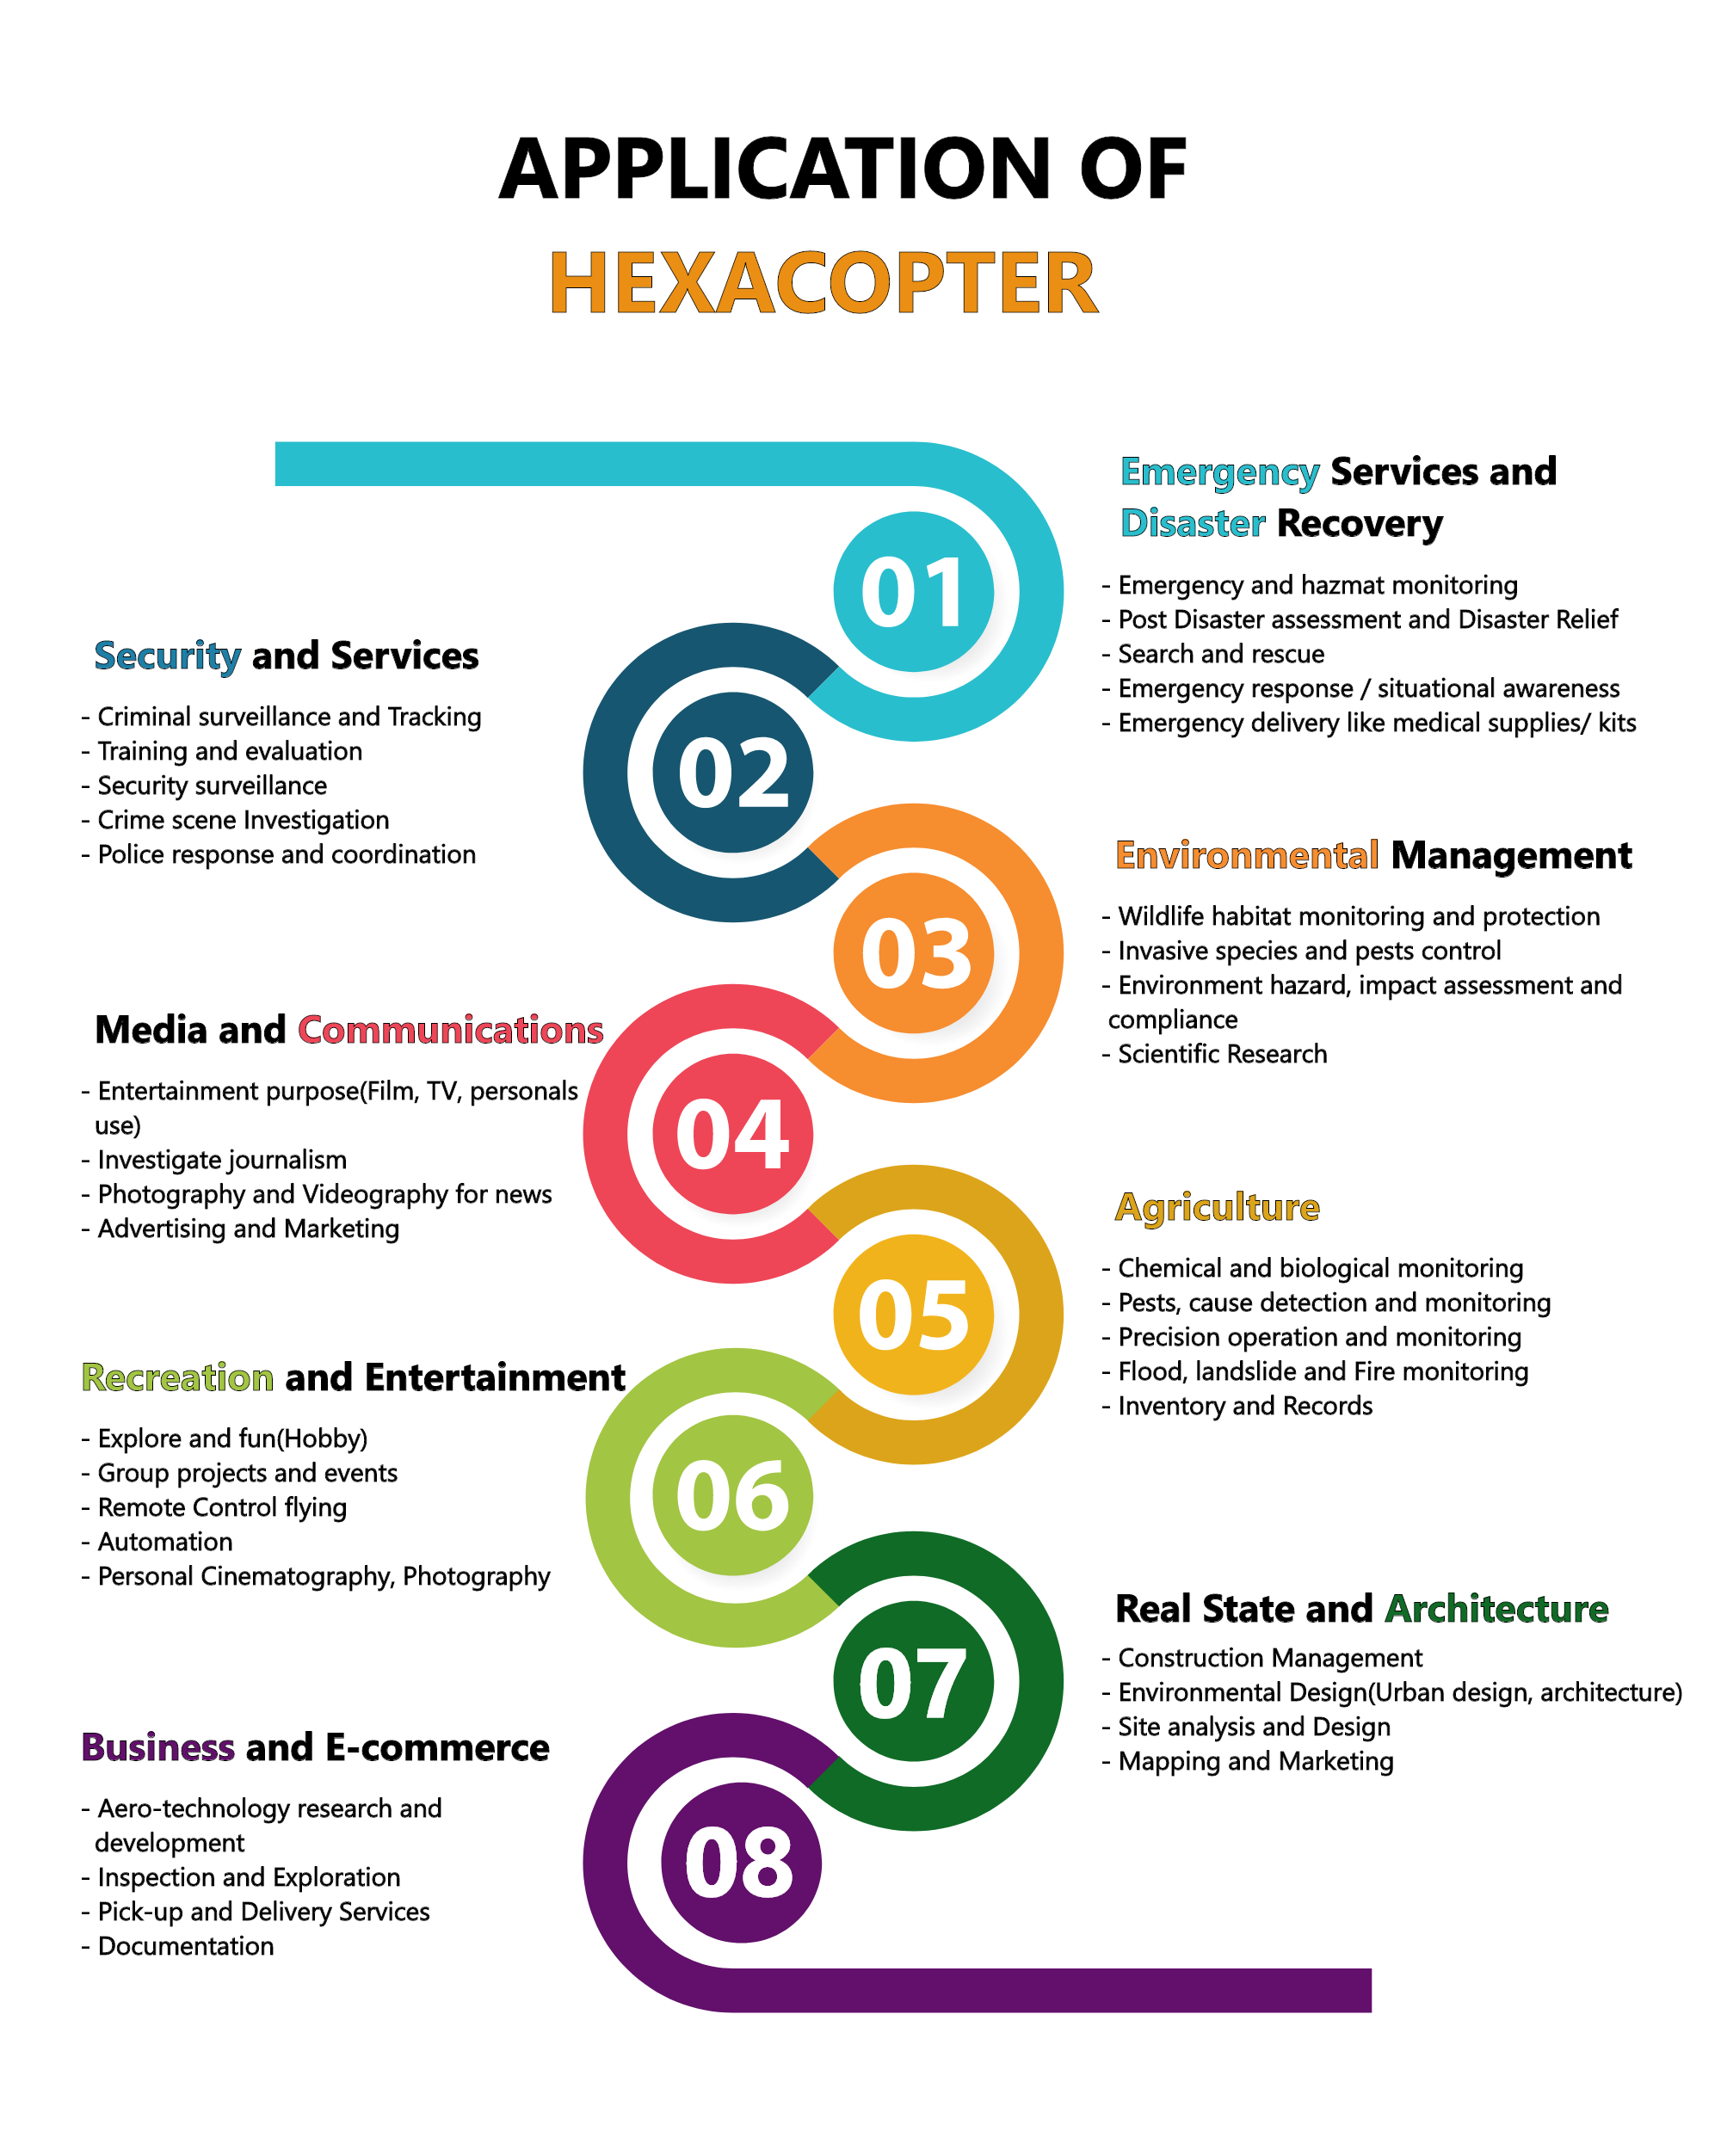 APPLICATION OF
HEXACOPTER
01
Emergency Services and
Disaster Recovery
- Emergency and hazmat monitoring
- Post Disaster assessment and Disaster Relief
- Search and rescue
- Emergency response / situational awareness
- Emergency delivery like medical supplies/ kits
02
Security and Services
- Criminal surveillance and Tracking
- Training and evaluation
- Security surveillance
- Crime scene Investigation
- Police response and coordination
03
Environmental Management
- Wildlife habitat monitoring and protection
- Invasive species and pests control
- Environment hazard, impact assessment and
compliance
- Scientific Research
04
Media and Communications
- Entertainment purpose(Film, TV, personals
use)
- Investigate journalism
- Photography and Videography for news
- Advertising and Marketing
05
Agriculture
- Chemical and biological monitoring
- Pests, cause detection and monitoring
- Precision operation and monitoring
- Flood, landslide and Fire monitoring
- Inventory and Records
06
Recreation and Entertainment
- Explore and fun(Hobby)
- Group projects and events
- Remote Control flying
- Automation
- Personal Cinematography, Photography
07
Real State and Architecture
- Construction Management
- Environmental Design(Urban design, architecture)
- Site analysis and Design
- Mapping and Marketing
08
Business and E-commerce
- Aero-technology research and
development
- Inspection and Exploration
- Pick-up and Delivery Services
- Documentation